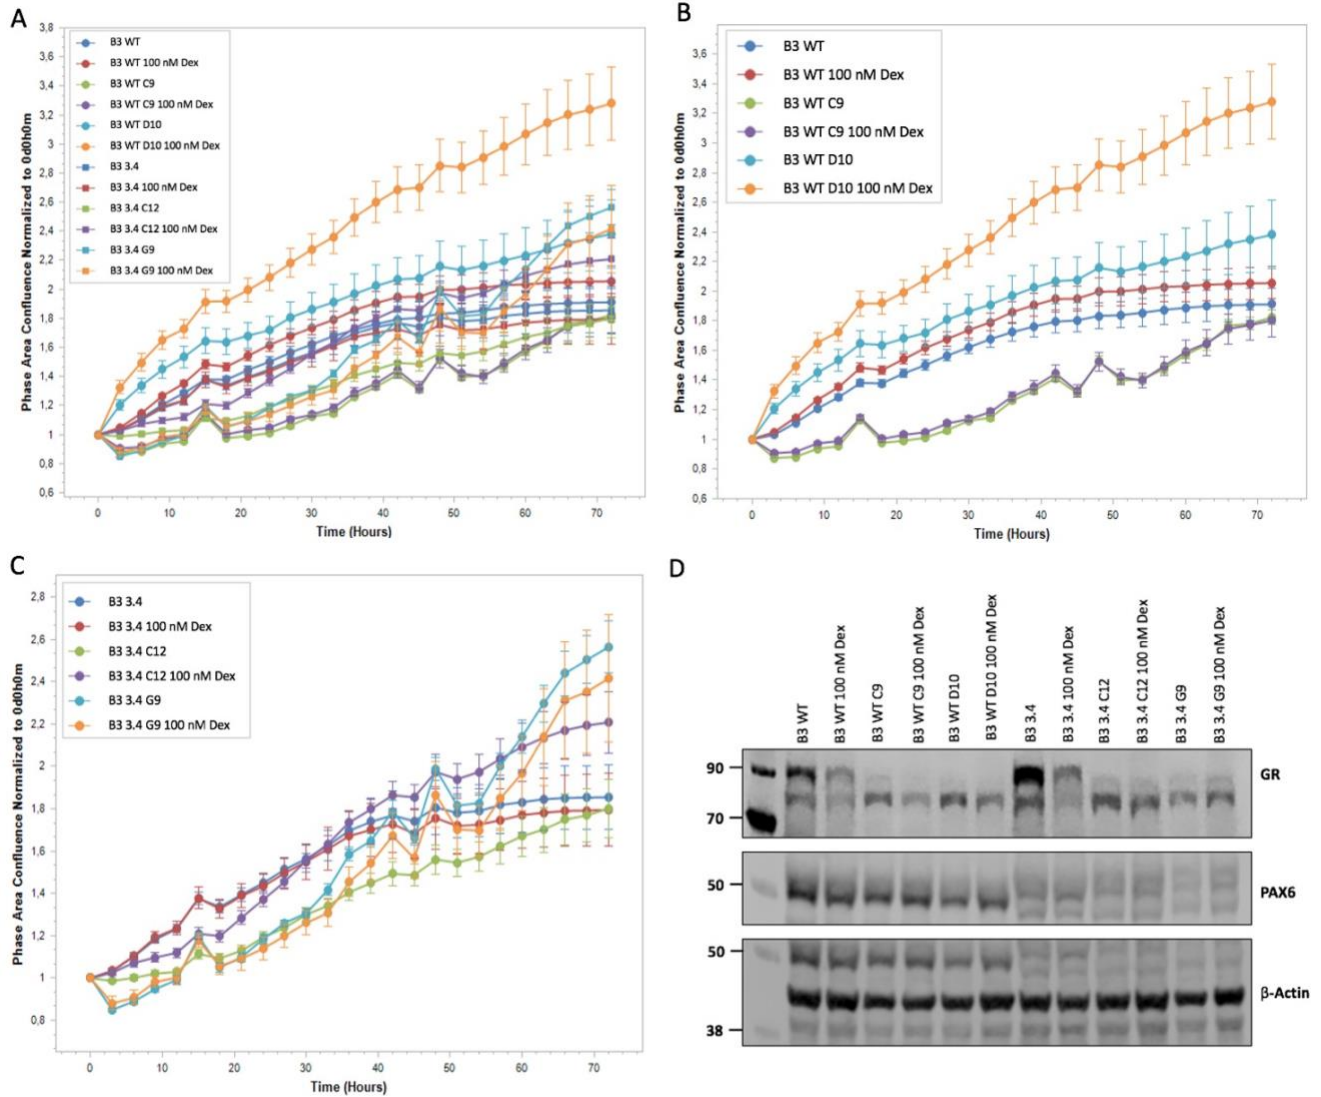 A
Phase Area Confluence Normalized to 0d0h0m
3,8
3,6
3,4
3,2
3
2,8
2,6
2,4
2,2
2
1,8
1,6
1,4
1,2
1
0,8
0,6
B3 WT
B3 WT 100 nM Dex
B3 WT C9
B3 WT C9 100 nM Dex
B3 WT D10
B3 WT D10 100 nM Dex
B3 3.4
B3 3.4 100 nM Dex
B3 3.4 C12
B3 3.4 C12 100 nM Dex
B3 3.4 G9
B3 3.4 G9 100 nM Dex
0 10 20 30 40 50 60 70
Time (Hours)
B
Phase Area Confluence Normalized to 0d0h0m
3,6
3,4
3,2
3
2,8
2,6
2,4
2,2
2
1,8
1,6
1,4
1,2
1
0,8
0,6
B3 WT
B3 WT 100 nM Dex
B3 WT C9
B3 WT C9 100 nM Dex
B3 WT D10
B3 WT D10 100 nM Dex
0 10 20 30 40 50 60 70
Time (Hours)
C
Phase Area Confluence Normalized to 0d0h0m
2,8
2,6
2,4
2,2
2
1,8
1,6
1,4
1,2
1
0,8
B3 3.4
B3 3.4 100 nM Dex
B3 3.4 C12
B3 3.4 C12 100 nM Dex
B3 3.4 G9
B3 3.4 G9 100 nM Dex
0 10 20 30 40 50 60 70
Time (Hours)
D
B3 WT
B3 WT 100 nM Dex
B3 WT C9
B3 WT C9 100 nM Dex
B3 WT D10
B3 WT D10 100 nM Dex
B3 3.4
B3 3.4 100 nM Dex
B3 3.4 C12
B3 3.4 C12 100 nM Dex
B3 3.4 G9
B3 3.4 G9 100 nM Dex
90
70
GR
50
PAX6
50
38
β-Actin